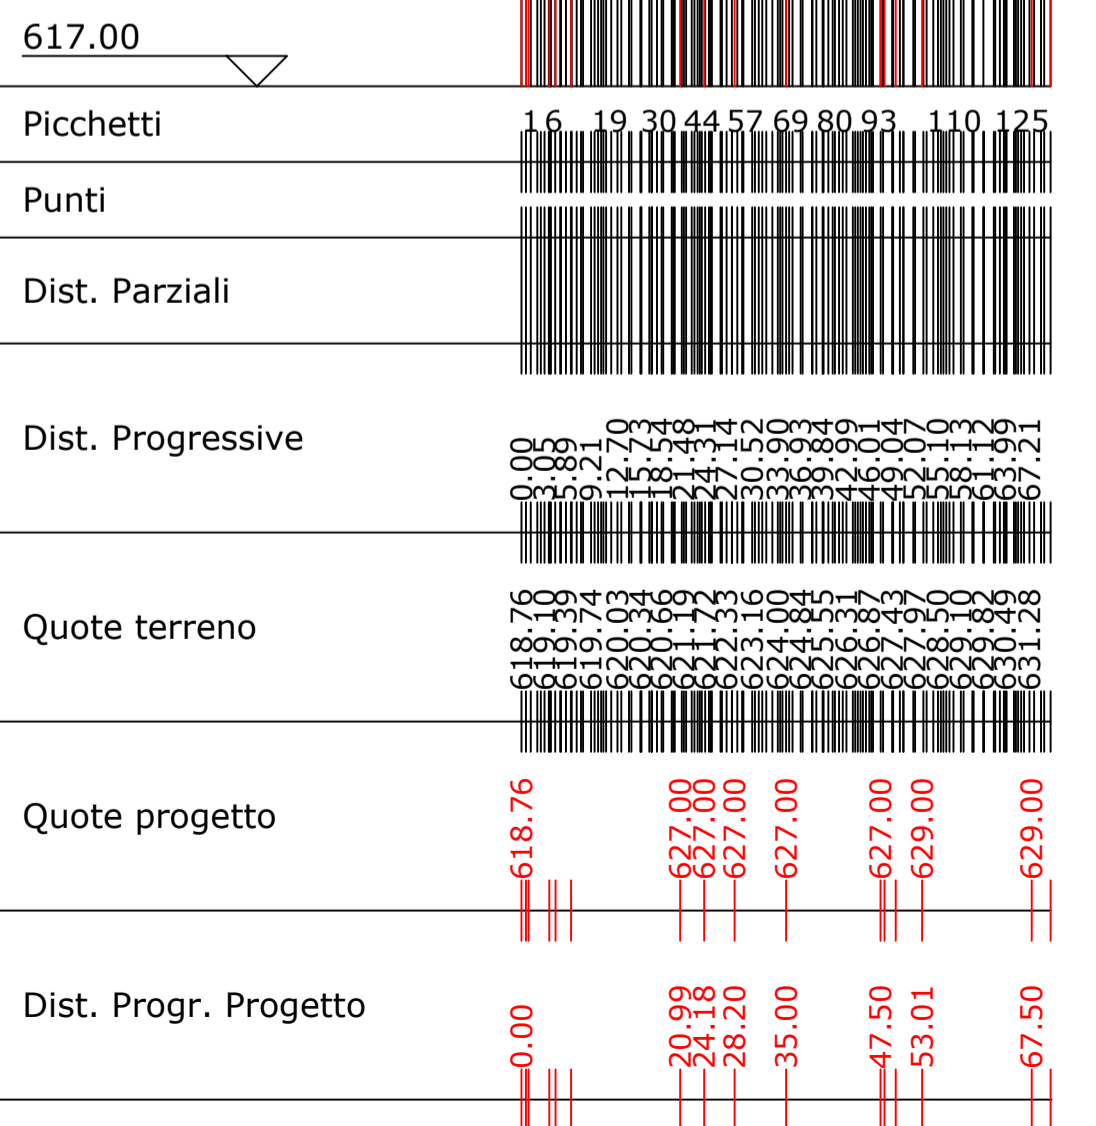 617.00
Picchetti 1 6 19 30 44 57 69 80 93 110 125
Punti
Dist. Parziali
Dist. Progressive 0.00 3.05 5.89 9.21 12.70 15.73 18.54 21.48 24.31 27.14 30.52 33.90 36.93 39.84 42.99 46.01 49.04 52.07 55.10 58.13 61.12 63.99 67.21
Quote terreno 618.76 619.10 619.39 619.74 620.03 620.34 620.66 621.19 621.72 622.33 623.16 624.00 624.84 625.55 626.31 626.87 627.43 627.97 628.50 629.10 629.82 630.49 631.28
Quote progetto 618.76 627.00 627.00 627.00 627.00 627.00 629.00 629.00
Dist. Progr. Progetto 0.00 20.99 24.18 28.20 35.00 47.50 53.01 67.50